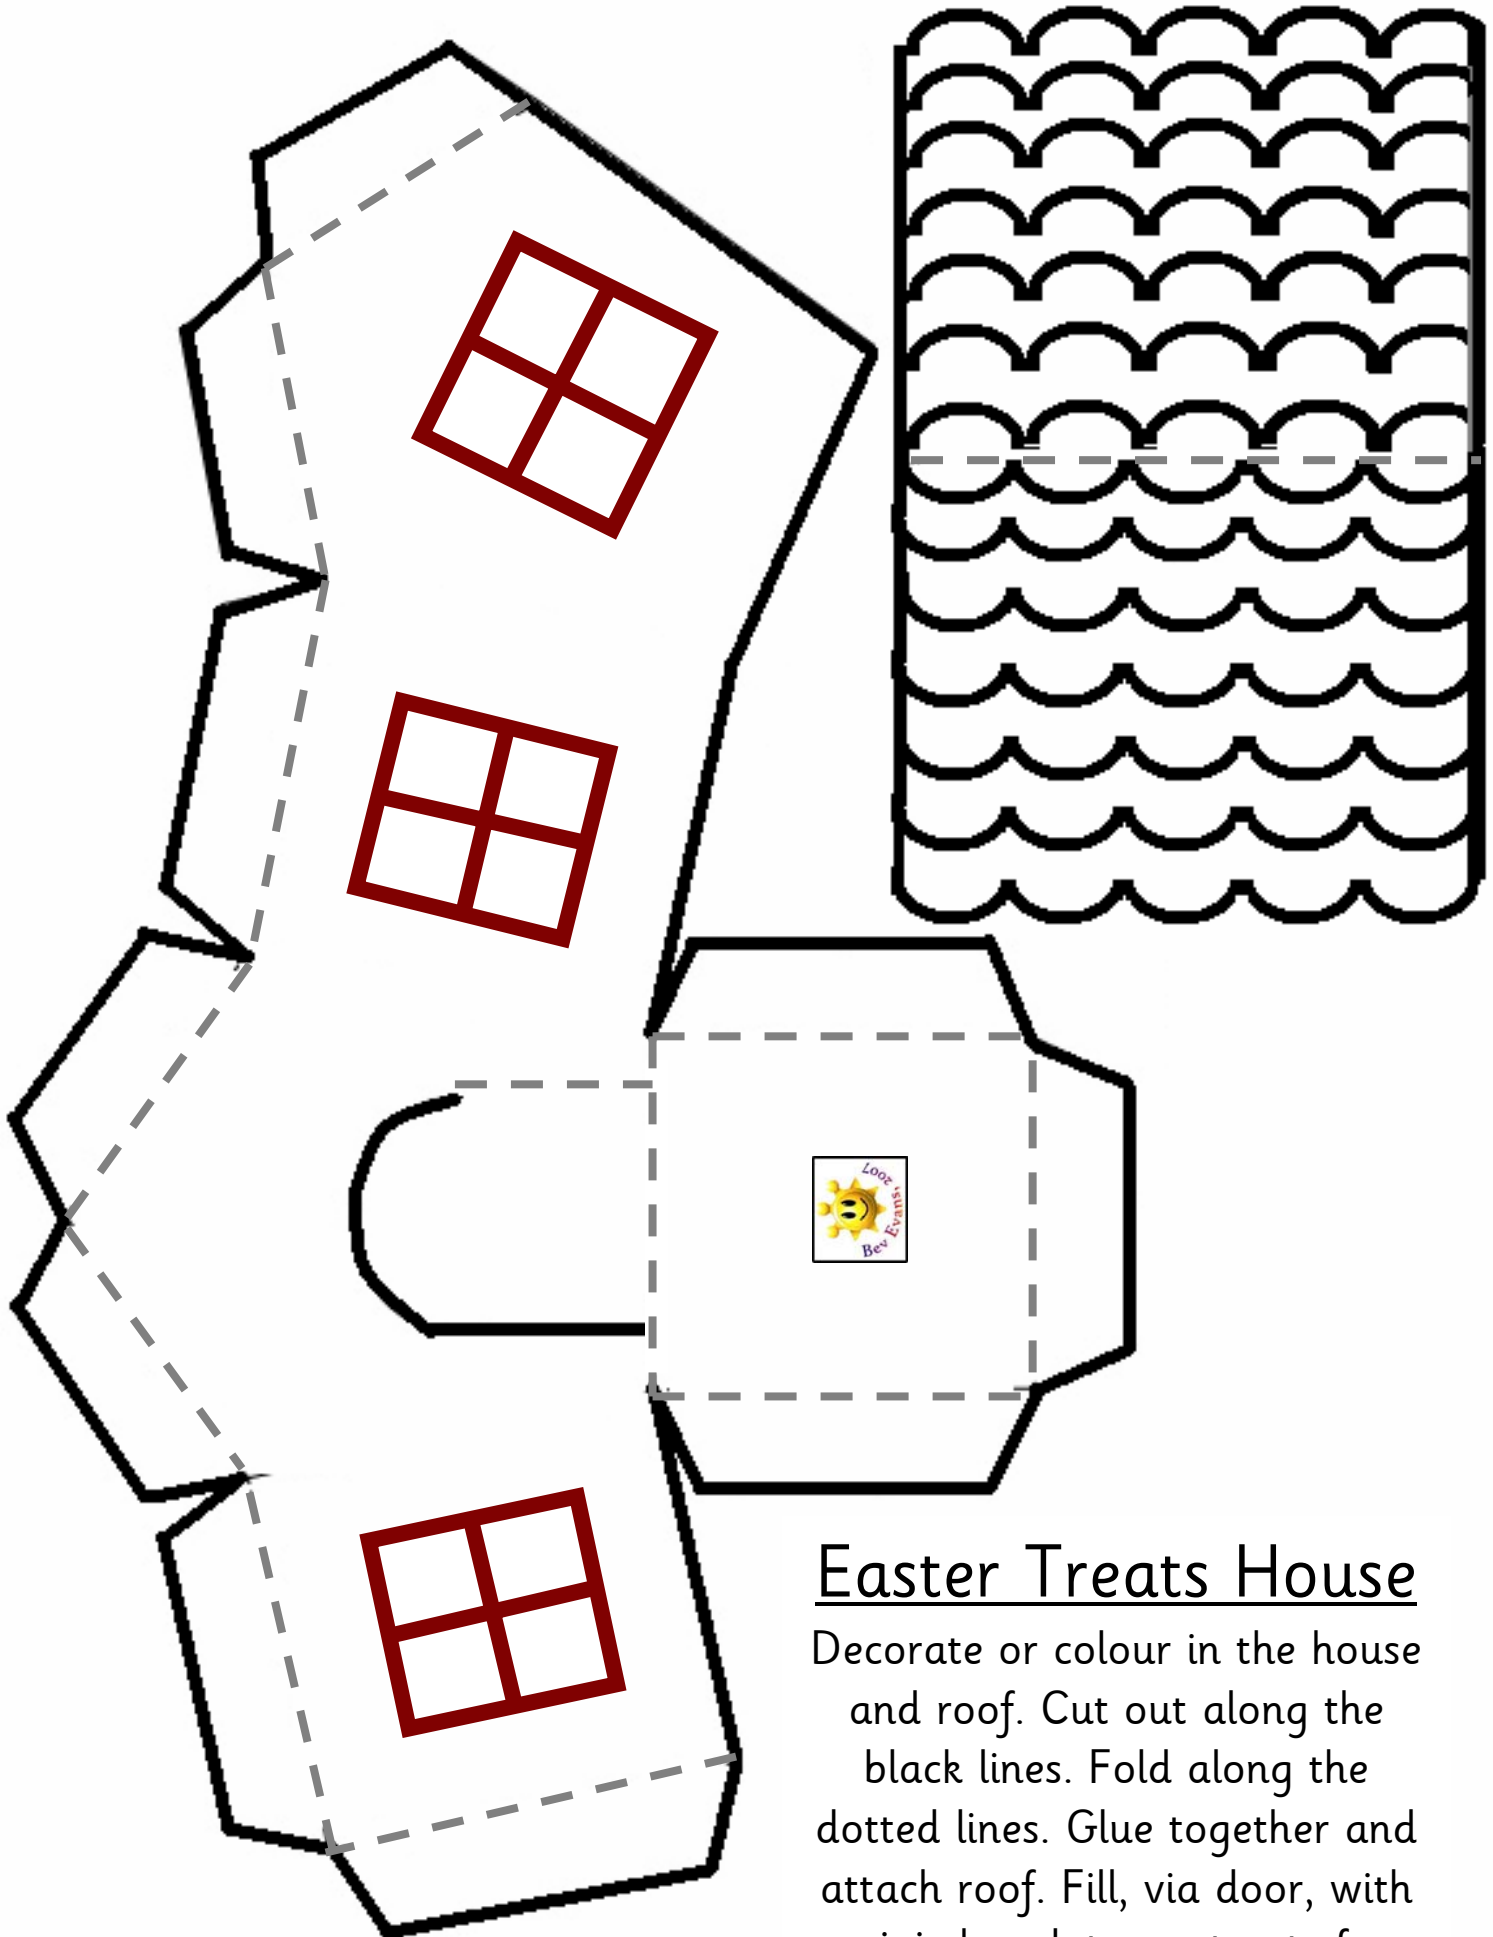 Bev Evans, 2007
Easter Treats House
Decorate or colour in the house
and roof. Cut out along the
black lines. Fold along the
dotted lines. Glue together and
attach roof. Fill, via door, with